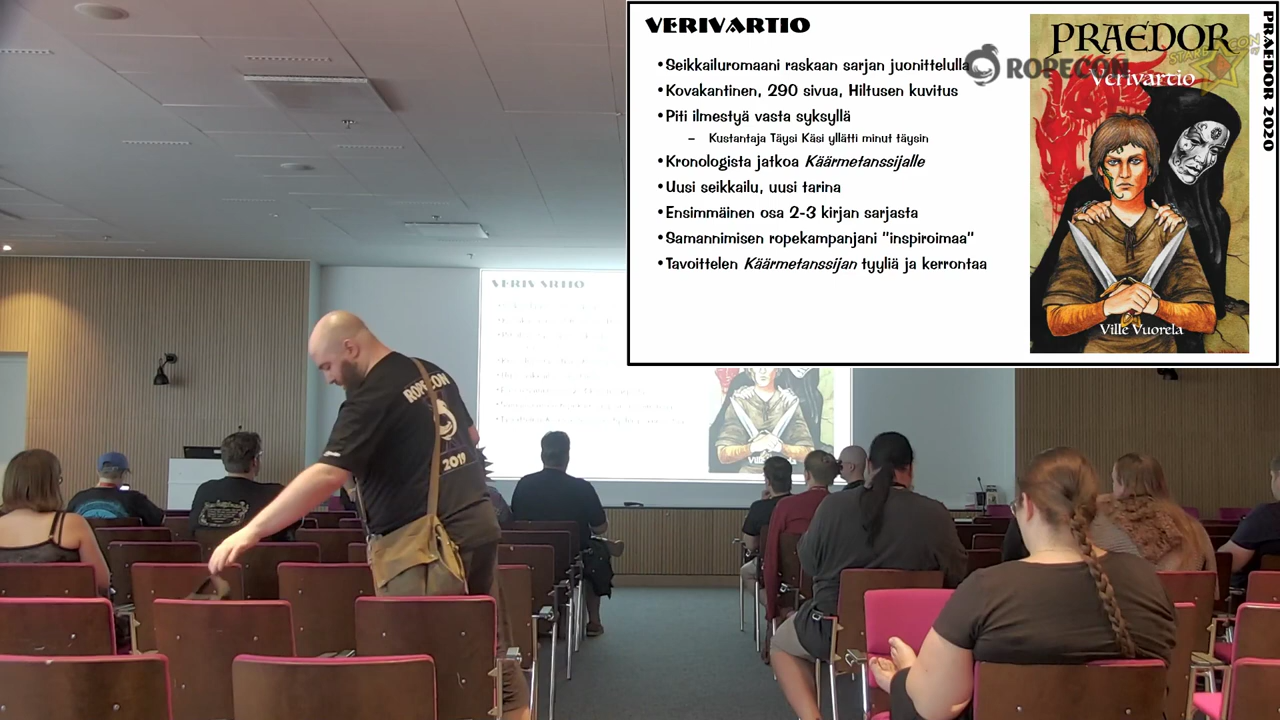 VERIVARTIO
•Seikkailuromaani raskaan sarjan juonittelulla
•Kovakantinen, 290 sivua, Hiltusen kuvitus
•Piti ilmestyä vasta syksyllä
– Kustantaja Täysi Käsi yllätti minut täysin
•Kronologista jatkoa Käärmetanssijalle
•Uusi seikkailu, uusi tarina
•Ensimmäinen osa 2-3 kirjan sarjasta
•Samannimisen ropekampanjani "inspiroimaa"
•Tavoittelen Käärmetanssijan tyyliä ja kerrontaa
PRAEDOR
Verivartio
Ville Vuorela
ROPECON
PRAEDOR 2020
VERIVARTIO
ROPECON
2019